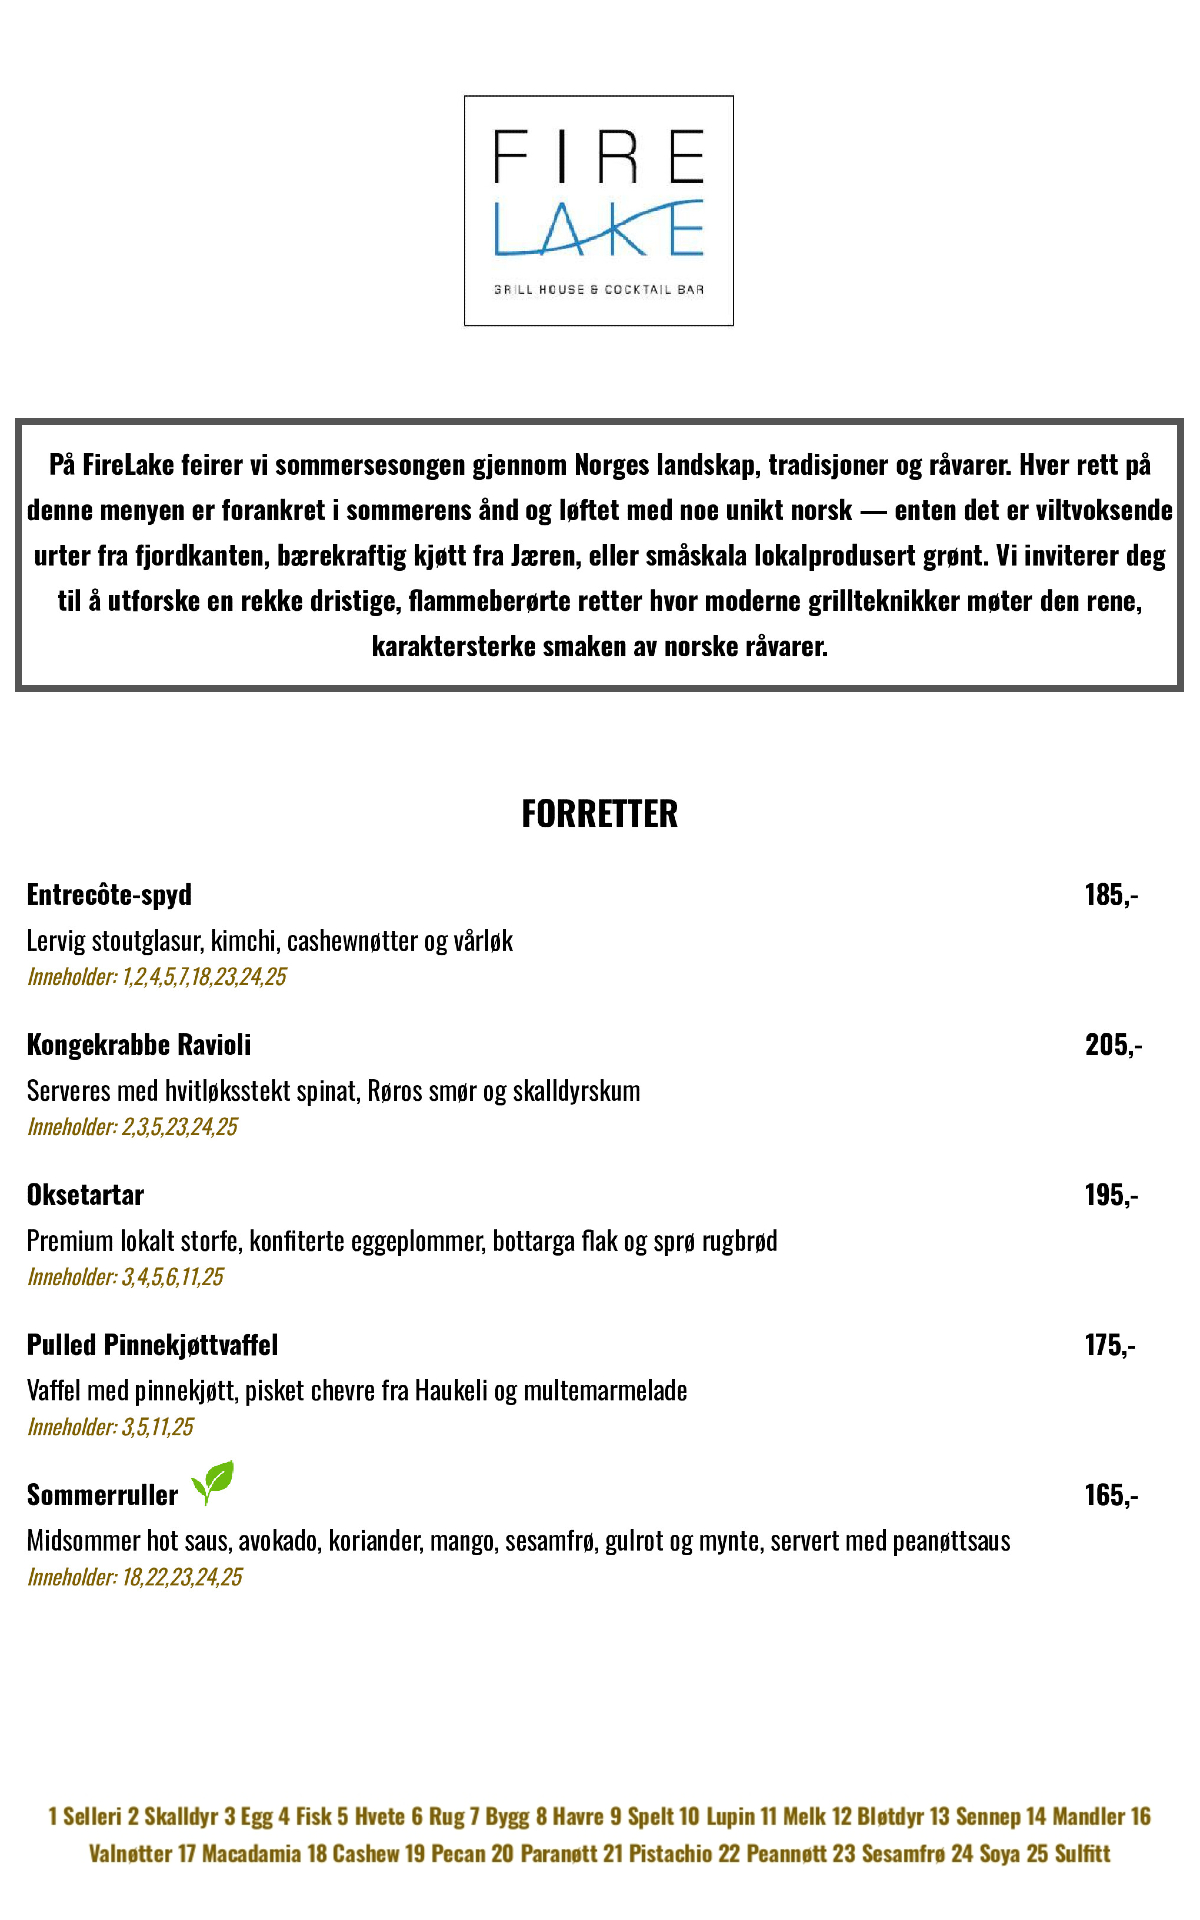 FIRE
LAKE
GRILL HOUSE & COCKTAIL BAR
På FireLake feirer vi sommersesongen gjennom Norges landskap, tradisjoner og råvarer. Hver rett på
denne menyen er forankret i sommerens ånd og løftet med noe unikt norsk — enten det er viltvoksende
urter fra fjordkanten, bærekraftig kjøtt fra Jæren, eller småskala lokalprodusert grønt. Vi inviterer deg
til å utforske en rekke dristige, flammeberørte retter hvor moderne grillteknikker møter den rene,
karaktersterke smaken av norske råvarer.
FORRETTER
Entrecôte-spyd 185,-
Lervig stoutglasur, kimchi, cashewnøtter og vårløk
Inneholder: 1,2,4,5,7,18,23,24,25
Kongekrabbe Ravioli 205,-
Serveres med hvitløksstekt spinat, Røros smør og skalldyrskum
Inneholder: 2,3,5,23,24,25
Oksetartar 195,-
Premium lokalt storfe, konfiterte eggeplommer, bottarga flak og sprø rugbrød
Inneholder: 3,4,5,6,11,25
Pulled Pinnekjøttvaffel 175,-
Vaffel med pinnekjøtt, pisket chevre fra Haukeli og multemarmelade
Inneholder: 3,5,11,25
Sommerruller 165,-
Midsommer hot saus, avokado, koriander, mango, sesamfrø, gulrot og mynte, servert med peanøttsaus
Inneholder: 18,22,23,24,25
1 Selleri 2 Skalldyr 3 Egg 4 Fisk 5 Hvete 6 Rug 7 Bygg 8 Havre 9 Spelt 10 Lupin 11 Melk 12 Bløtdyr 13 Sennep 14 Mandler 16
Valnøtter 17 Macadamia 18 Cashew 19 Pecan 20 Paranøtt 21 Pistachio 22 Peannøtt 23 Sesamfrø 24 Soya 25 Sulfitt